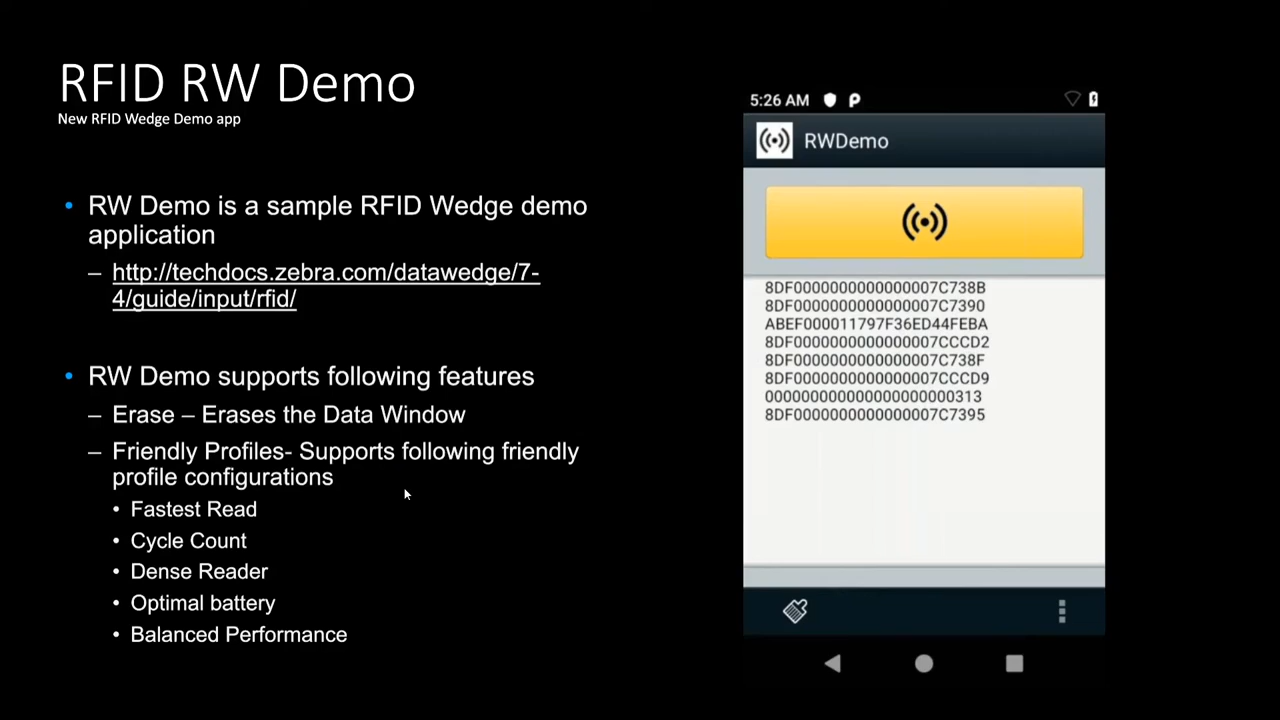 RFID RW Demo
New RFID Wedge Demo app
• RW Demo is a sample RFID Wedge demo
application
– http://techdocs.zebra.com/datawedge/7-
4/guide/input/rfid/
• RW Demo supports following features
– Erase – Erases the Data Window
– Friendly Profiles- Supports following friendly
profile configurations
• Fastest Read
• Cycle Count
• Dense Reader
• Optimal battery
• Balanced Performance
5:26 AM
RWDemo
8DF0000000000000007C738B
8DF0000000000000007C7390
ABEF000011797F36ED44FEBA
8DF0000000000000007CCCD2
8DF0000000000000007C738F
8DF0000000000000007CCCD9
000000000000000000000313
8DF0000000000000007C7395